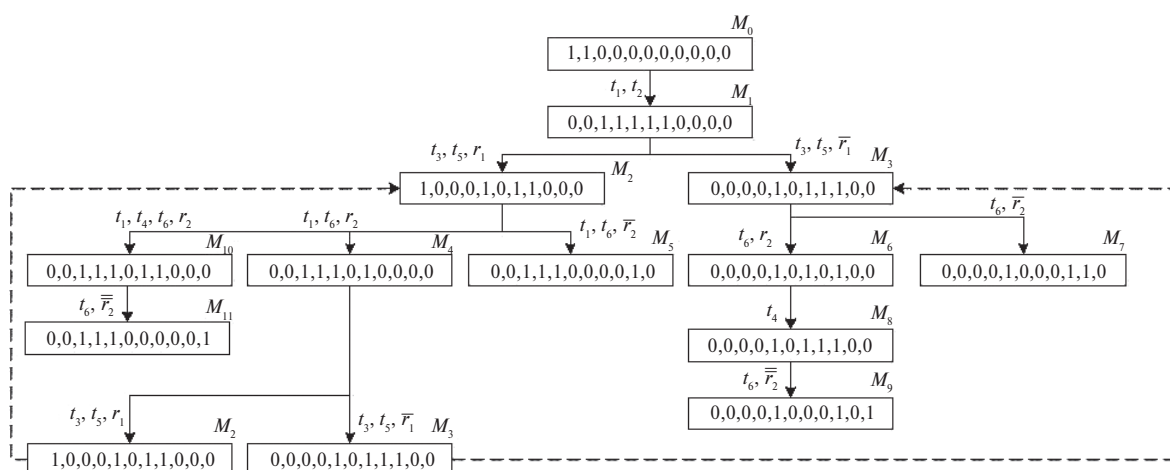 M₀
1,1,0,0,0,0,0,0,0,0,0
t₁, t₂
M₁
0,0,1,1,1,1,1,0,0,0,0
t₃, t₅, r₁
t₃, t₅, r̅₁
M₂
M₃
1,0,0,0,1,0,1,1,0,0,0
0,0,0,0,1,0,1,1,1,0,0
t₁, t₄, t₆, r₂
t₁, t₆, r₂
t₁, t₆, r̅₂
t₆, r₂
t₆, r̅₂
M₁₀
M₄
M₅
M₆
M₇
0,0,1,1,1,0,1,1,0,0,0
0,0,1,1,1,0,1,0,0,0,0
0,0,1,1,1,0,0,0,0,1,0
0,0,0,0,1,0,1,0,1,0,0
0,0,0,0,1,0,0,0,1,1,0
t₆, r̿₂
M₁₁
t₄
M₈
0,0,1,1,1,0,0,0,0,0,1
0,0,0,0,1,0,1,1,1,0,0
t₆, r̿₂
M₉
0,0,0,0,1,0,0,0,1,0,1
t₃, t₅, r₁
M₂
t₃, t₅, r̅₁
M₃
1,0,0,0,1,0,1,1,0,0,0
0,0,0,0,1,0,1,1,1,0,0